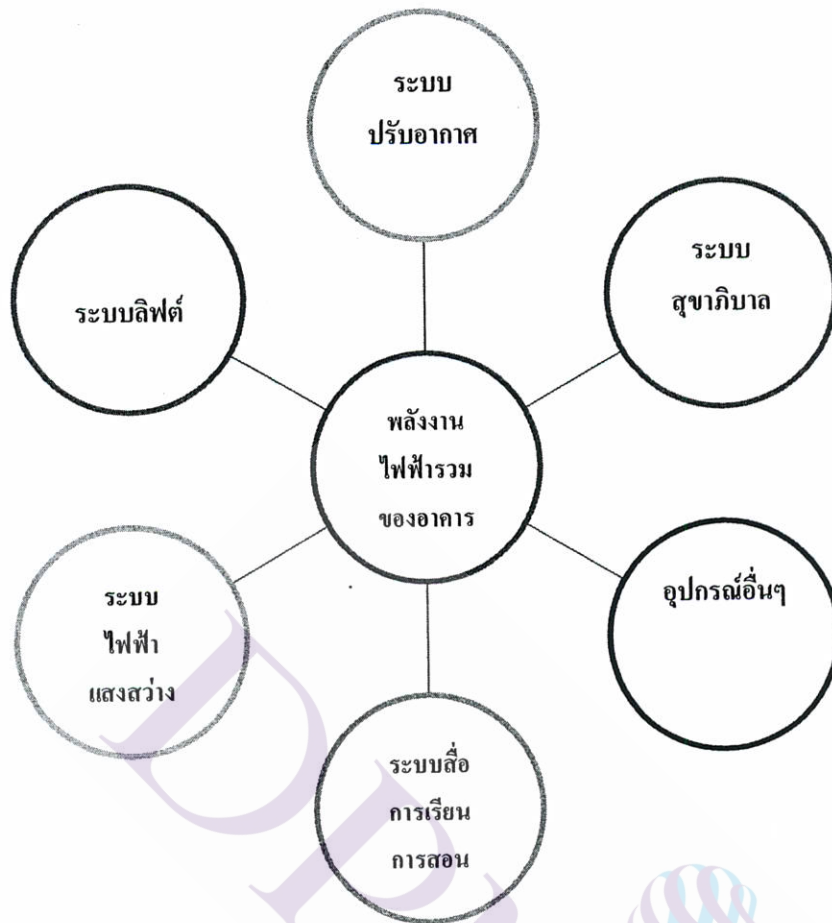 ระบบ
ปรับอากาศ
ระบบ
สุขาภิบาล
ระบบลิฟต์
พลังงาน
ไฟฟ้ารวม
ของอาคาร
อุปกรณ์อื่นๆ
ระบบ
ไฟฟ้า
แสงสว่าง
ระบบสื่อ
การเรียน
การสอน